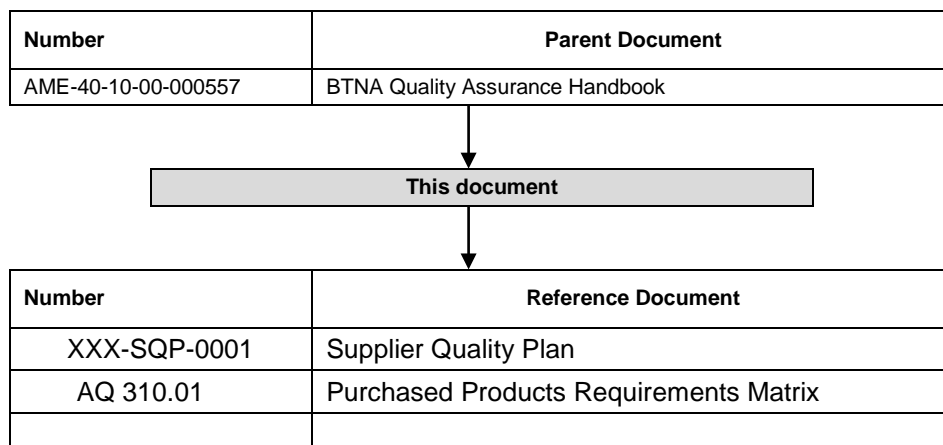 Number Parent Document
AME-40-10-00-000557 BTNA Quality Assurance Handbook
This document
Number Reference Document
XXX-SQP-0001 Supplier Quality Plan
AQ 310.01 Purchased Products Requirements Matrix